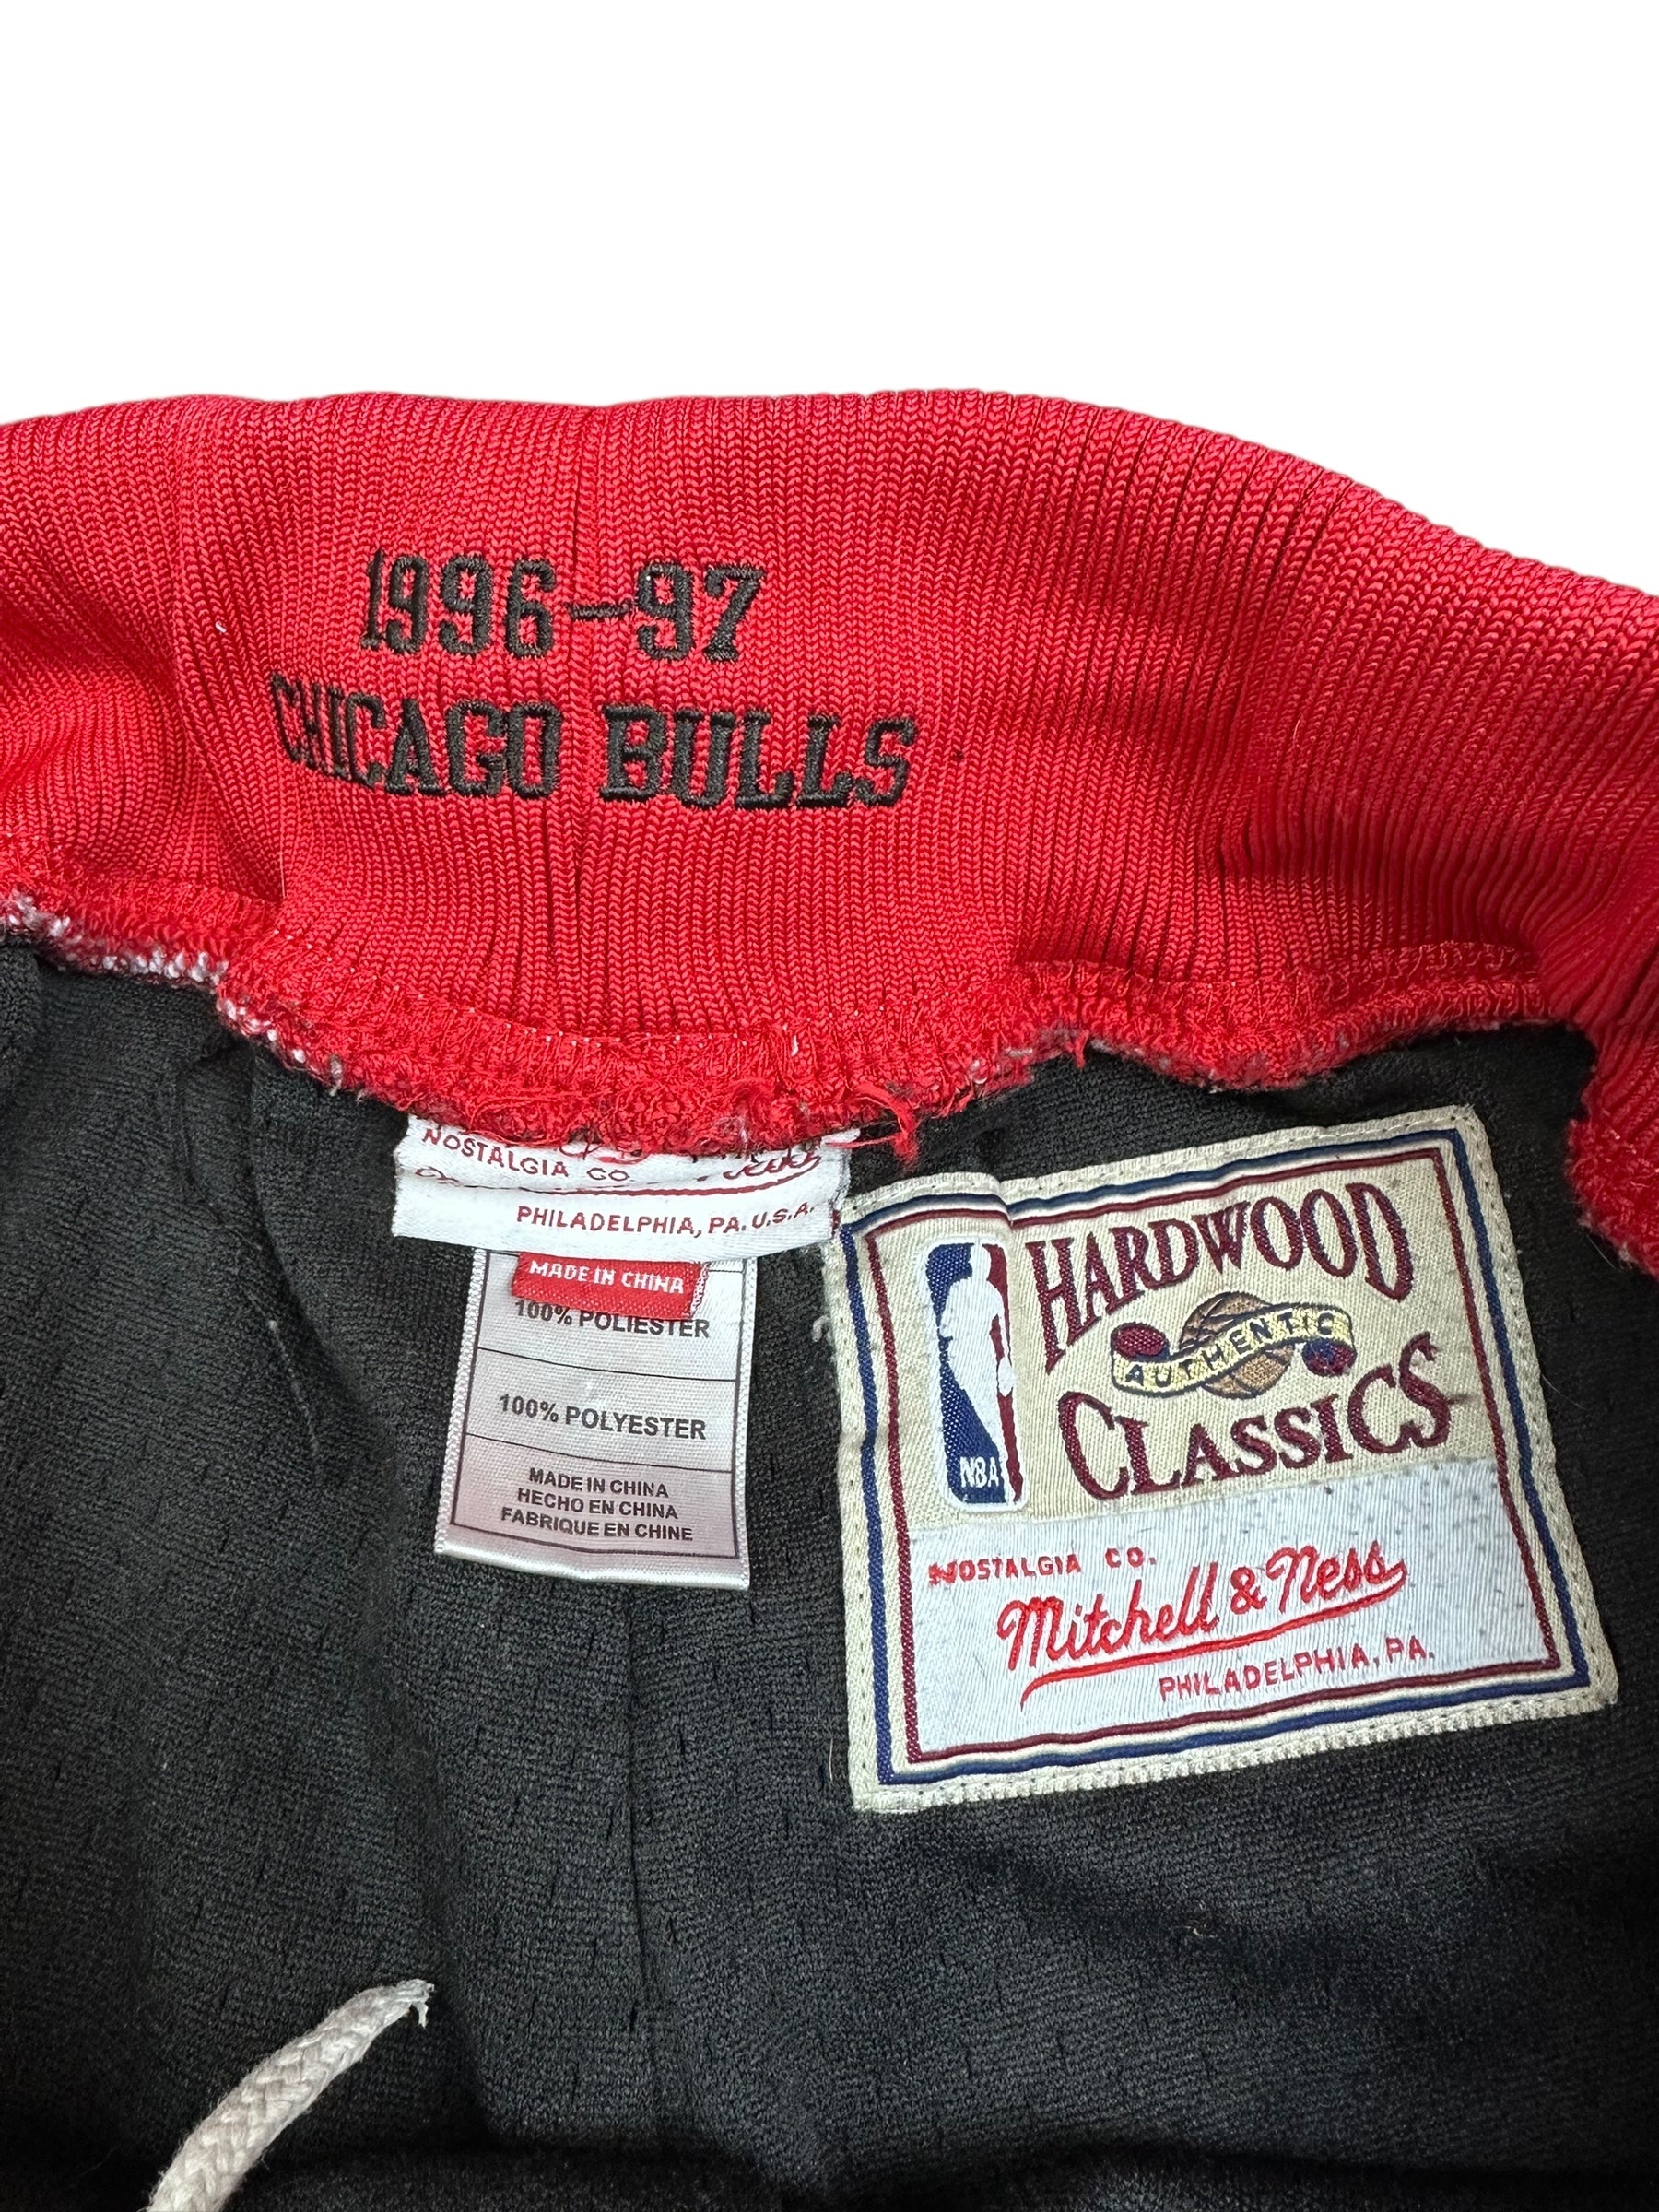 1996-97
CHICAGO BULLS
NOSTALGIA CO.
PHILADELPHIA, PA. U.S.A.
MADE IN CHINA
100% POLIESTER
100% POLYESTER
MADE IN CHINA
HECHO EN CHINA
FABRIQUE EN CHINE
HARDWOOD
AUTHENTIC
CLASSICS
NBA
NOSTALGIA CO.
Mitchell & Ness
PHILADELPHIA, PA.